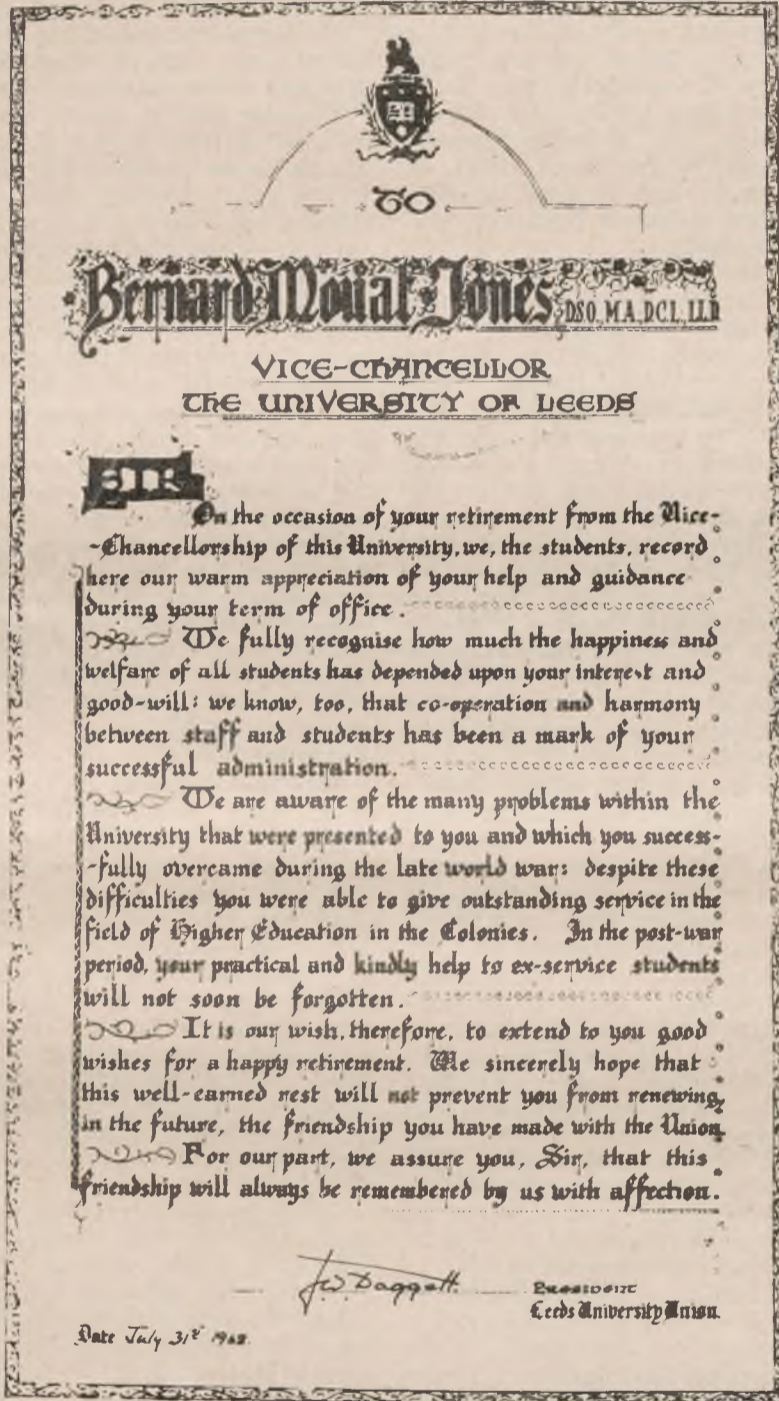 TO
Bernard Mouat Jones DSO, M.A, D.C.L, LL.D
VICE-CHANCELLOR
THE UNIVERSITY OF LEEDS
SIR
On the occasion of your retirement from the Vice-
-Chancellorship of this University, we, the students, record
here our warm appreciation of your help and guidance
during your term of office.
We fully recognise how much the happiness and
welfare of all students has depended upon your interest and
good-will: we know, too, that co-operation and harmony
between staff and students has been a mark of your
successful administration.
We are aware of the many problems within the
University that were presented to you and which you success-
-fully overcame during the late world war: despite these
difficulties you were able to give outstanding service in the
field of Higher Education in the Colonies. In the post-war
period, your practical and kindly help to ex-service students
will not soon be forgotten.
It is our wish, therefore, to extend to you good
wishes for a happy retirement. We sincerely hope that
this well-earned rest will not prevent you from renewing,
in the future, the friendship you have made with the Union.
For our part, we assure you, Sir, that this
friendship will always be remembered by us with affection.
J.W. Daggett. President
Leeds University Union.
Date July 31st